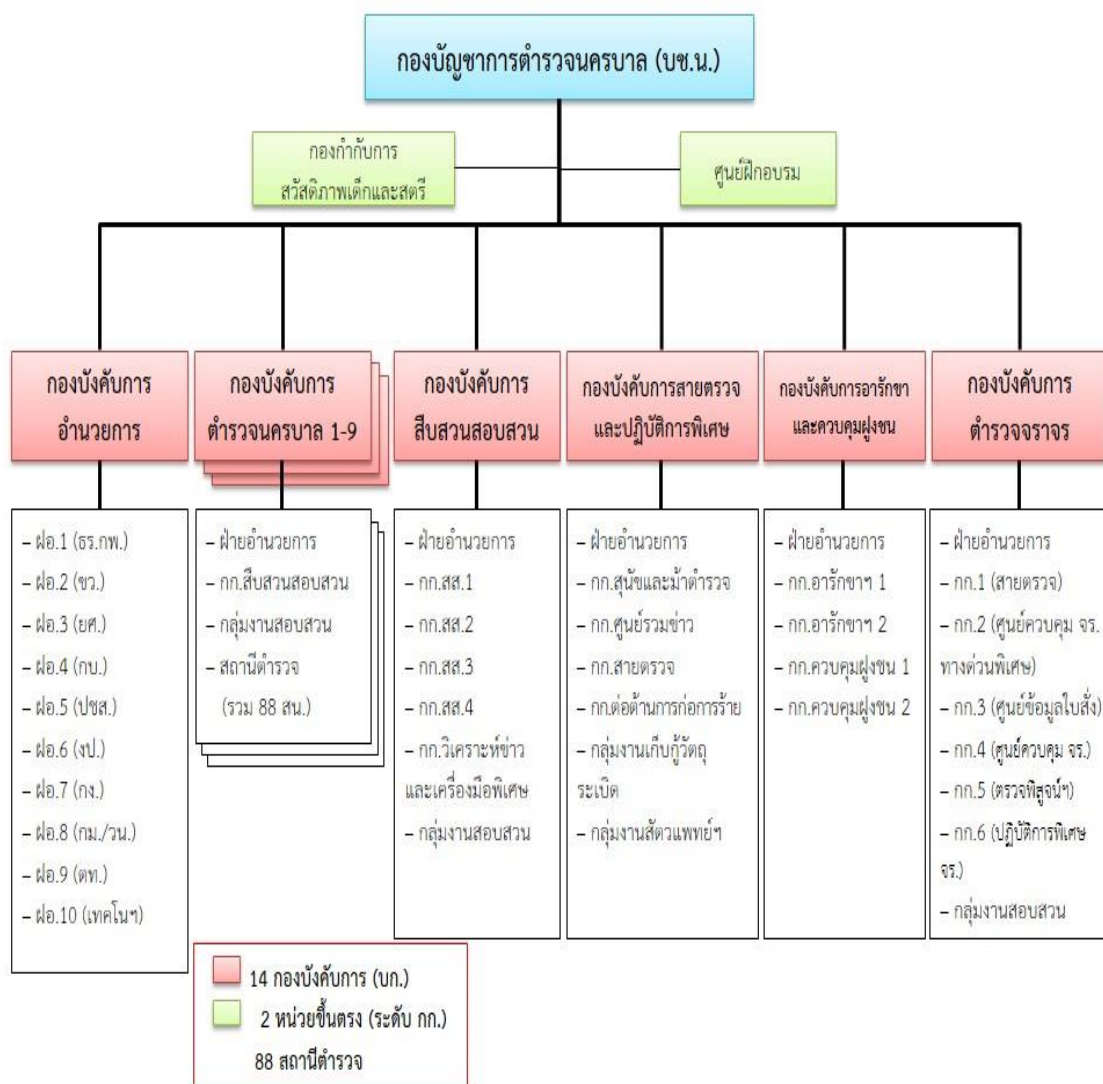 กองบัญชาการตำรวจนครบาล (บช.น.)
กองกำกับการ
สวัสดิภาพเด็กและสตรี
ศูนย์ฝึกอบรม
กองบังคับการ
อำนวยการ
กองบังคับการ
ตำรวจนครบาล 1-9
กองบังคับการ
สืบสวนสอบสวน
กองบังคับการสายตรวจ
และปฏิบัติการพิเศษ
กองบังคับการอารักขา
และควบคุมฝูงชน
กองบังคับการ
ตำรวจจราจร
– ฝอ.1 (ธร.กพ.)
– ฝอ.2 (ขว.)
– ฝอ.3 (ยศ.)
– ฝอ.4 (กบ.)
– ฝอ.5 (ปชส.)
– ฝอ.6 (งป.)
– ฝอ.7 (กง.)
– ฝอ.8 (กม./วน.)
– ฝอ.9 (ตท.)
– ฝอ.10 (เทคโนฯ)
– ฝ่ายอำนวยการ
– กก.สืบสวนสอบสวน
– กลุ่มงานสอบสวน
– สถานีตำรวจ
(รวม 88 สน.)
– ฝ่ายอำนวยการ
– กก.สส.1
– กก.สส.2
– กก.สส.3
– กก.สส.4
– กก.วิเคราะห์ข่าว
และเครื่องมือพิเศษ
– กลุ่มงานสอบสวน
– ฝ่ายอำนวยการ
– กก.สุนัขและม้าตำรวจ
– กก.ศูนย์รวมข่าว
– กก.สายตรวจ
– กก.ต่อต้านการก่อการร้าย
– กลุ่มงานเก็บกู้วัตถุ
ระเบิด
– กลุ่มงานสัตวแพทย์ฯ
– ฝ่ายอำนวยการ
– กก.อารักขาฯ 1
– กก.อารักขาฯ 2
– กก.ควบคุมฝูงชน 1
– กก.ควบคุมฝูงชน 2
– ฝ่ายอำนวยการ
– กก.1 (สายตรวจ)
– กก.2 (ศูนย์ควบคุม จร.
ทางด่วนพิเศษ)
– กก.3 (ศูนย์ข้อมูลใบสั่ง)
– กก.4 (ศูนย์ควบคุม จร.)
– กก.5 (ตรวจพิสูจน์ฯ)
– กก.6 (ปฏิบัติการพิเศษ
จร.)
– กลุ่มงานสอบสวน
14 กองบังคับการ (บก.)
2 หน่วยขึ้นตรง (ระดับ กก.)
88 สถานีตำรวจ